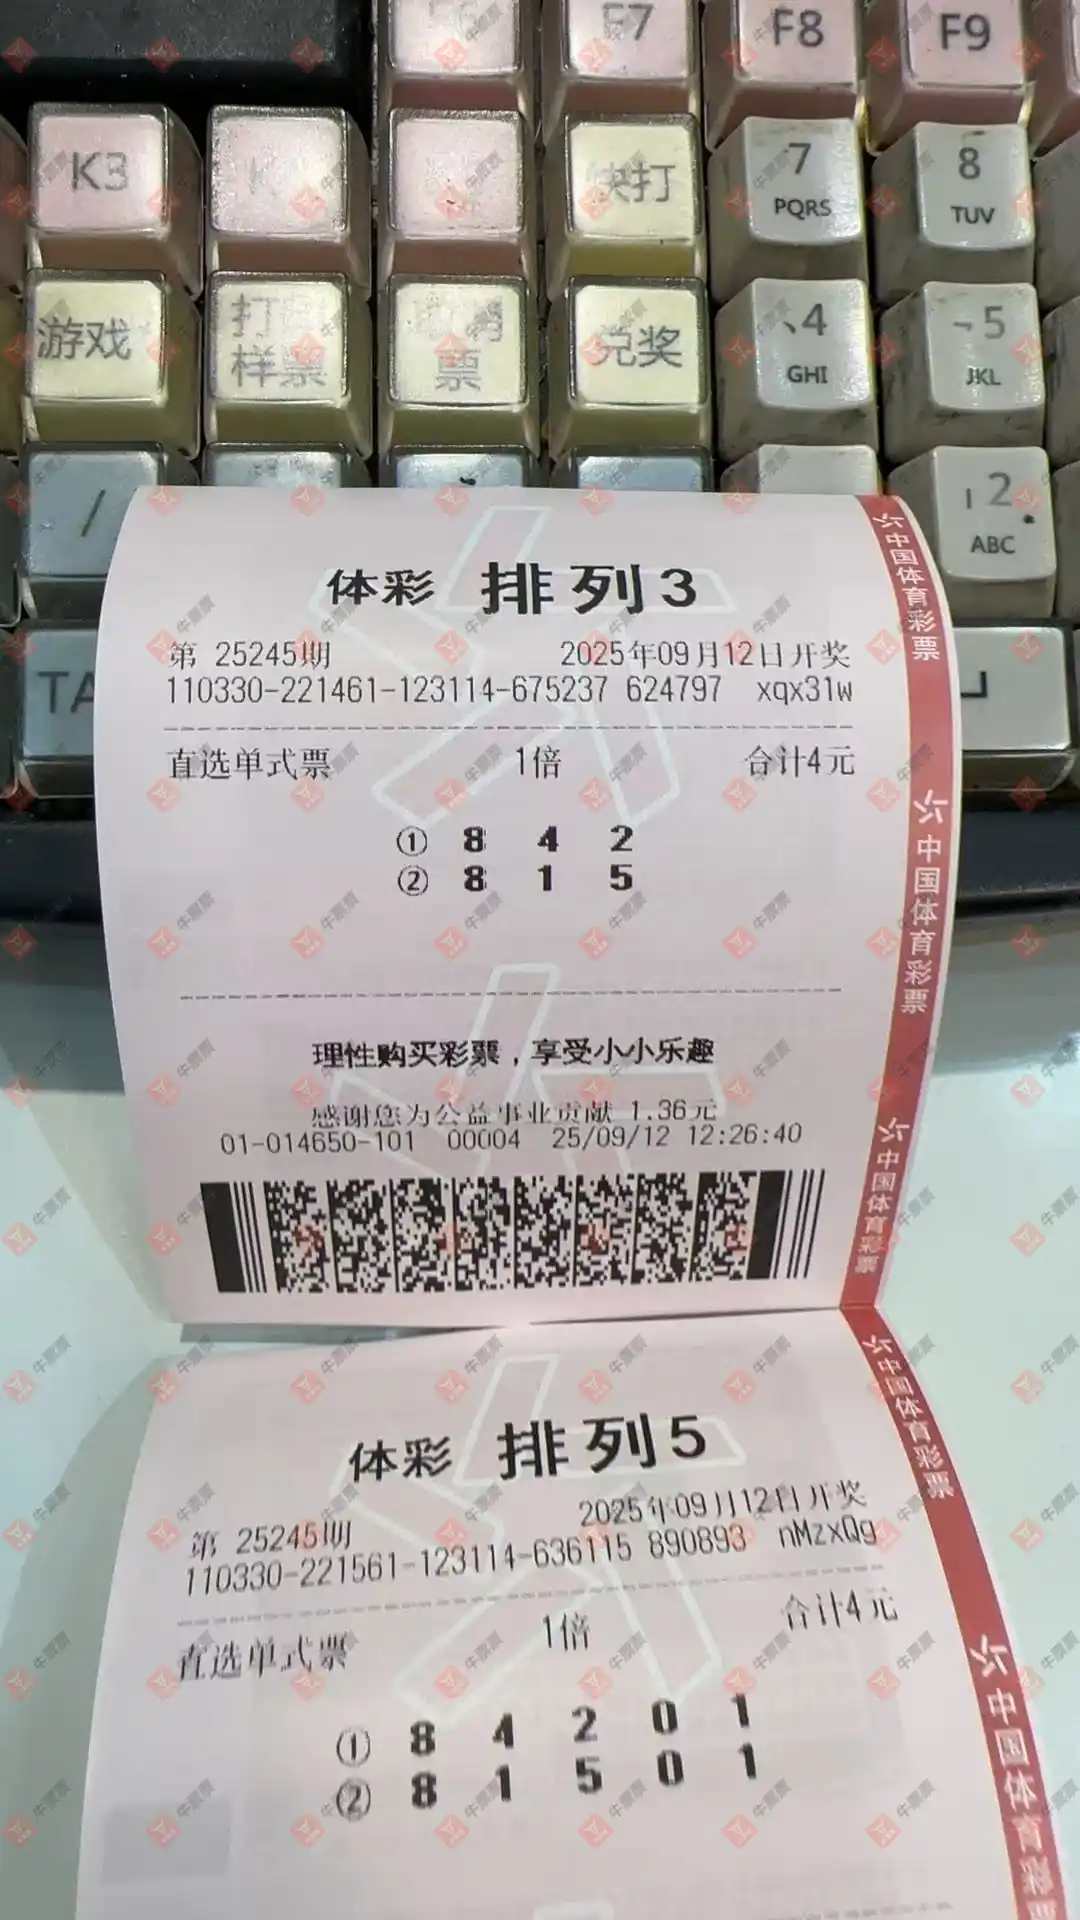 F7 F8 F9
K3 快打 7 8
PQRS TUV
游戏 打 样票 票 兑奖 4 5
GHI JKL
/ 2
ABC
TA
体彩 排列3
第 25245期 2025年09月12日开奖
110330-221461-123114-675237 624797 xqx31w
直选单式票 1倍 合计4元
① 8 4 2
② 8 1 5
理性购买彩票，享受小小乐趣
感谢您为公益事业贡献 1.36元
01-014650-101 00004 25/09/12 12:26:40
中国体育彩票
中国体育彩票
中国体育彩票
体彩 排列5
第 25245期 2025年09月12日开奖
110330-221561-123114-636115 890893 nMzxQg
直选单式票 1倍 合计4元
① 8 4 2 0 1
② 8 1 5 0 1
中国体育彩票
中国体育彩票
牛票票